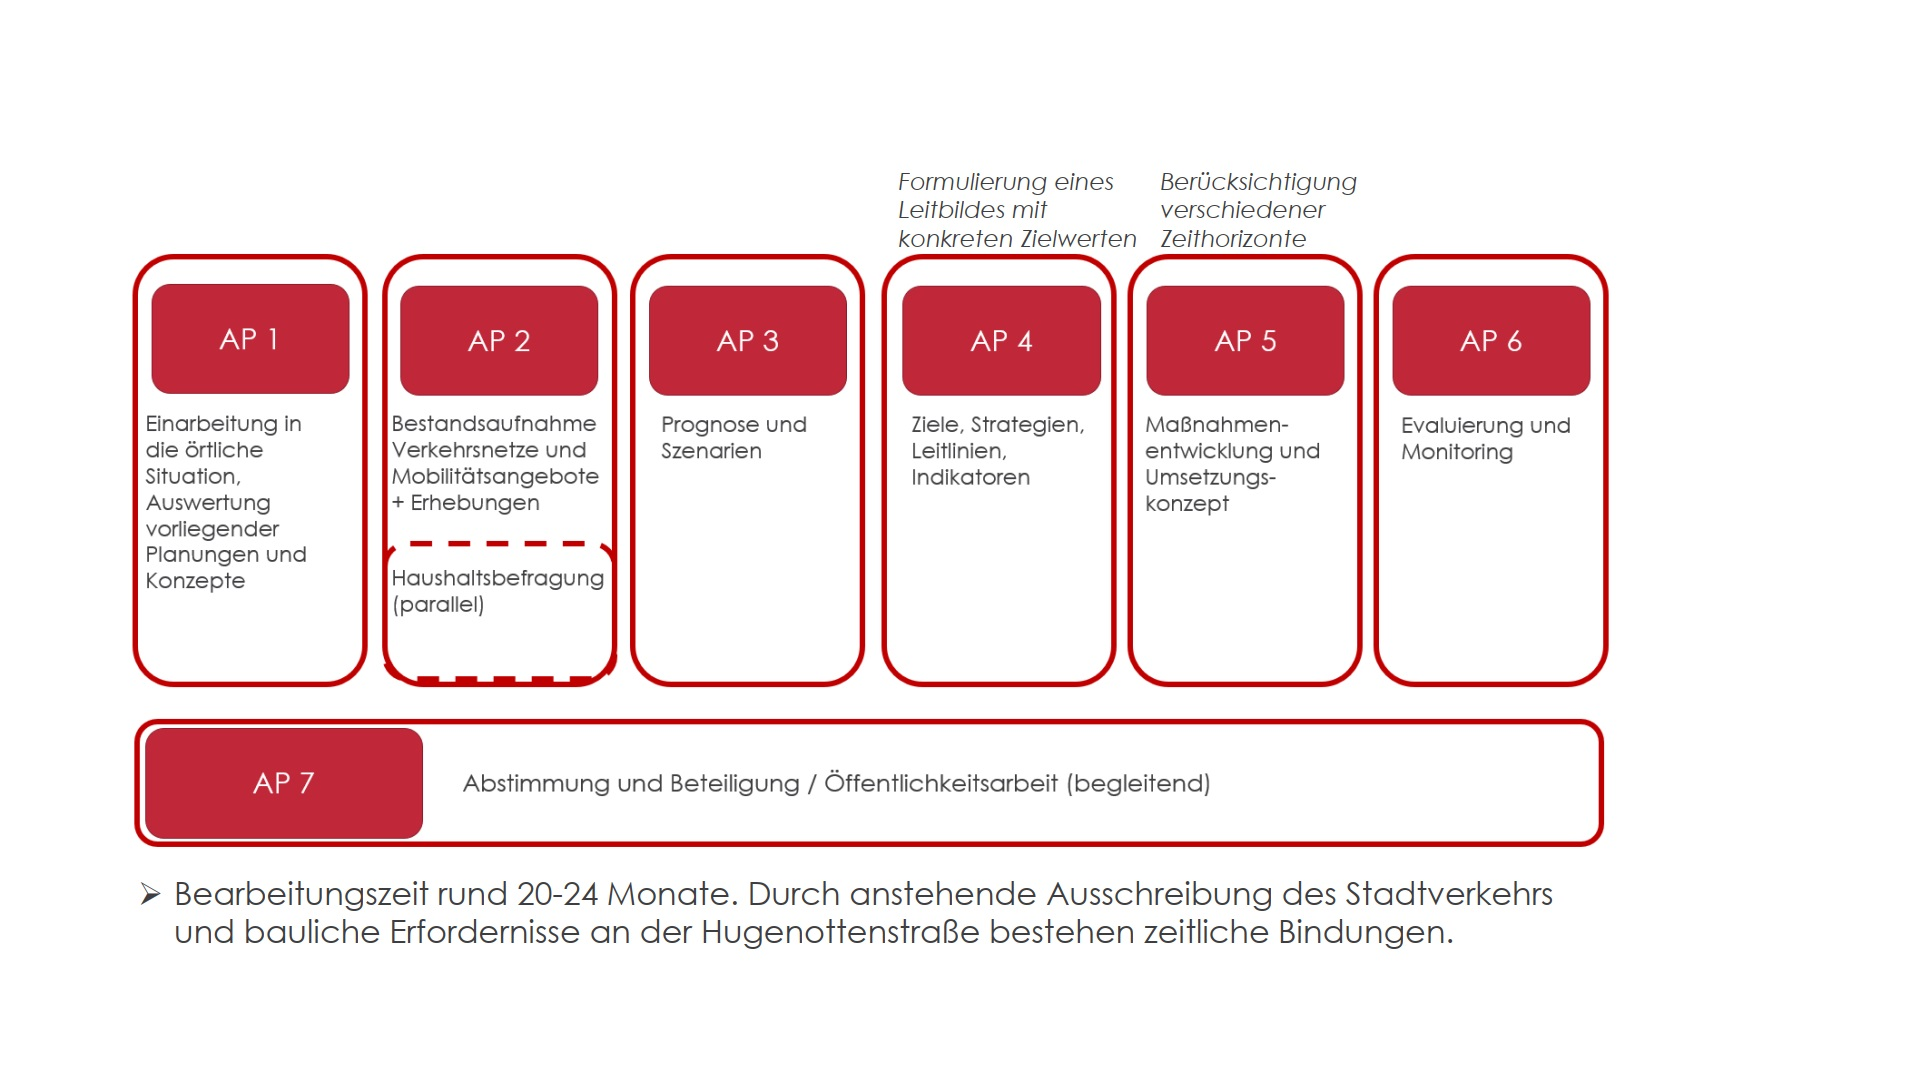 Formulierung eines
Leitbildes mit
konkreten Zielwerten
Berücksichtigung
verschiedener
Zeithorizonte
AP 1
Einarbeitung in
die örtliche
Situation,
Auswertung
vorliegender
Planungen und
Konzepte
AP 2
Bestandsaufnahme
Verkehrsnetze und
Mobilitätsangebote
+ Erhebungen
Haushaltsbefragung
(parallel)
AP 3
Prognose und
Szenarien
AP 4
Ziele, Strategien,
Leitlinien,
Indikatoren
AP 5
Maßnahmen-
entwicklung und
Umsetzungs-
konzept
AP 6
Evaluierung und
Monitoring
AP 7
Abstimmung und Beteiligung / Öffentlichkeitsarbeit (begleitend)
➢ Bearbeitungszeit rund 20-24 Monate. Durch anstehende Ausschreibung des Stadtverkehrs
und bauliche Erfordernisse an der Hugenottenstraße bestehen zeitliche Bindungen.